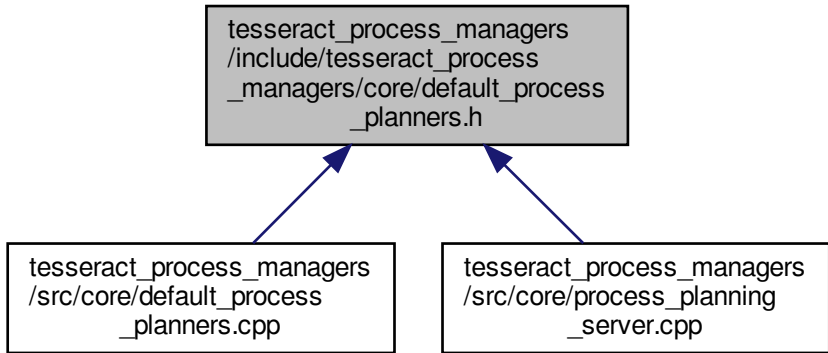 tesseract_process_managers
/include/tesseract_process
_managers/core/default_process
_planners.h
tesseract_process_managers
/src/core/default_process
_planners.cpp
tesseract_process_managers
/src/core/process_planning
_server.cpp